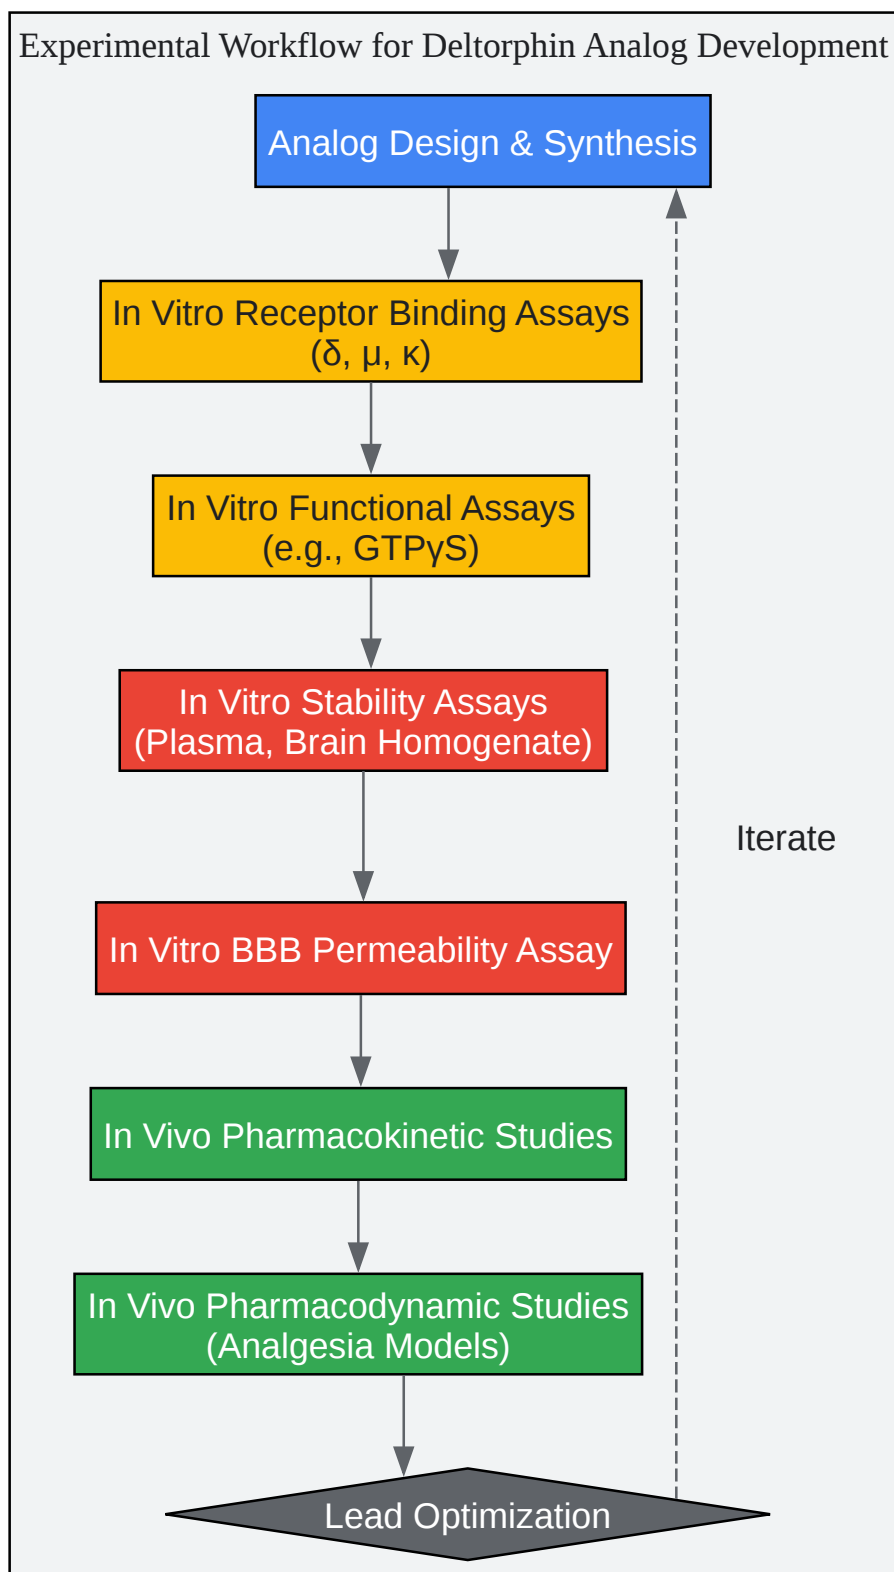 Experimental Workflow for Deltorphin Analog Development
Analog Design & Synthesis
In Vitro Receptor Binding Assays
(δ, μ, κ)
In Vitro Functional Assays
(e.g., GTPγS)
In Vitro Stability Assays
(Plasma, Brain Homogenate)
Iterate
In Vitro BBB Permeability Assay
In Vivo Pharmacokinetic Studies
In Vivo Pharmacodynamic Studies
(Analgesia Models)
Lead Optimization